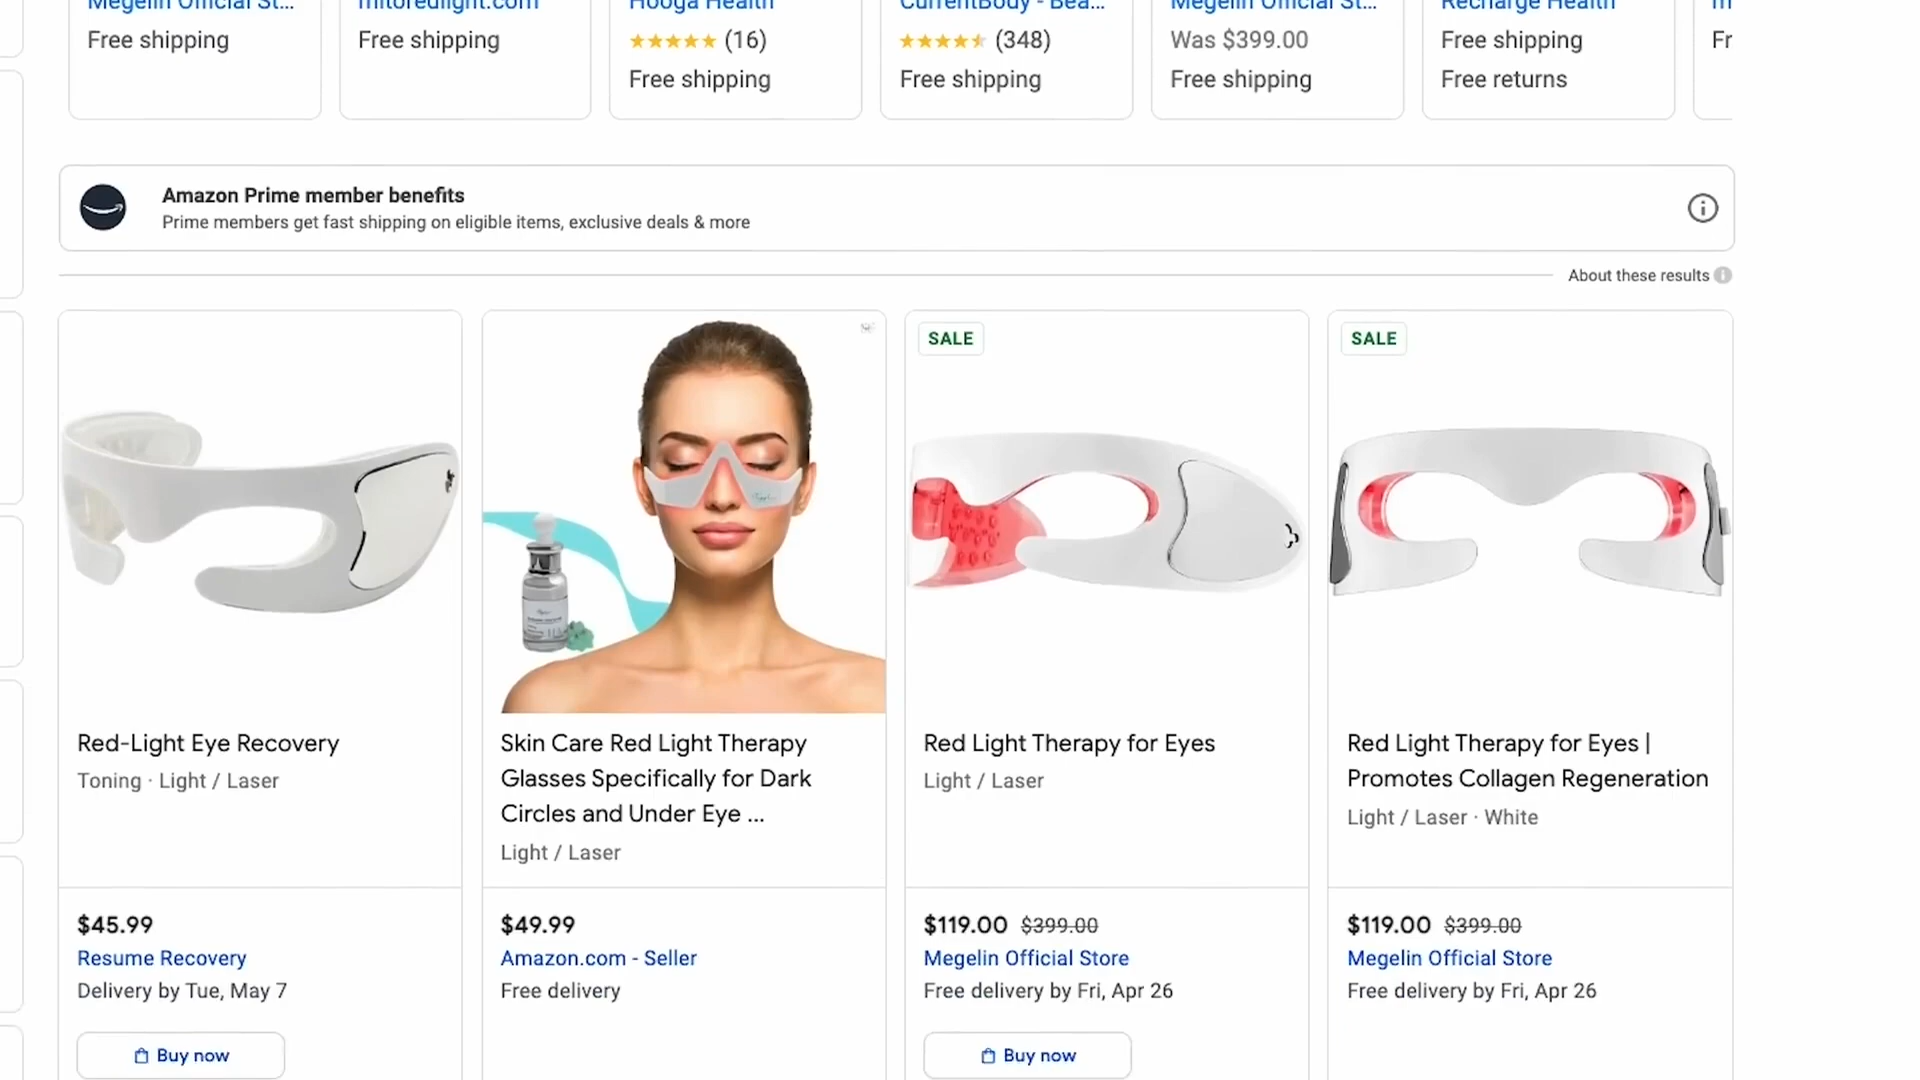 Megelin Official St...
mitoredlight.com
Hooga Health
CurrentBody - Bea...
Megelin Official St...
Recharge Health
Free shipping
Free shipping
(16)
(348)
Was $399.00
Free shipping
Fr
Free shipping
Free shipping
Free shipping
Free returns
Amazon Prime member benefits
Prime members get fast shipping on eligible items, exclusive deals & more
About these results
SALE
SALE
Red-Light Eye Recovery
Toning · Light / Laser
$45.99
Resume Recovery
Delivery by Tue, May 7
Buy now
Skin Care Red Light Therapy
Glasses Specifically for Dark
Circles and Under Eye ...
Light / Laser
$49.99
Amazon.com - Seller
Free delivery
Red Light Therapy for Eyes
Light / Laser
$119.00 $399.00
Megelin Official Store
Free delivery by Fri, Apr 26
Buy now
Red Light Therapy for Eyes |
Promotes Collagen Regeneration
Light / Laser · White
$119.00 $399.00
Megelin Official Store
Free delivery by Fri, Apr 26